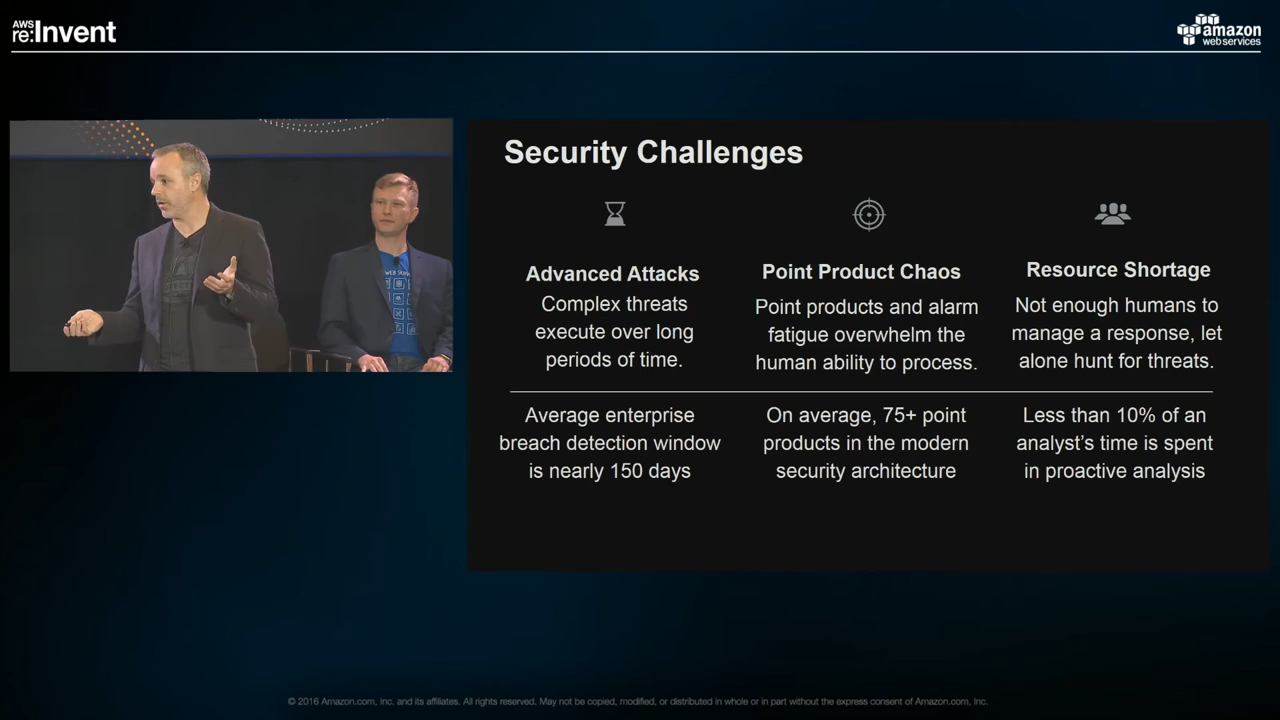 AWS
re:Invent
amazon
webservices
Security Challenges
Advanced Attacks
Complex threats
execute over long
periods of time.
Point Product Chaos
Point products and alarm
fatigue overwhelm the
human ability to process.
Resource Shortage
Not enough humans to
manage a response, let
alone hunt for threats.
Average enterprise
breach detection window
is nearly 150 days
On average, 75+ point
products in the modern
security architecture
Less than 10% of an
analyst's time is spent
in proactive analysis
© 2016 Amazon.com, Inc. and its affiliates. All rights reserved. May not be copied, modified, or distributed in whole or in part without the express consent of Amazon.com, Inc.